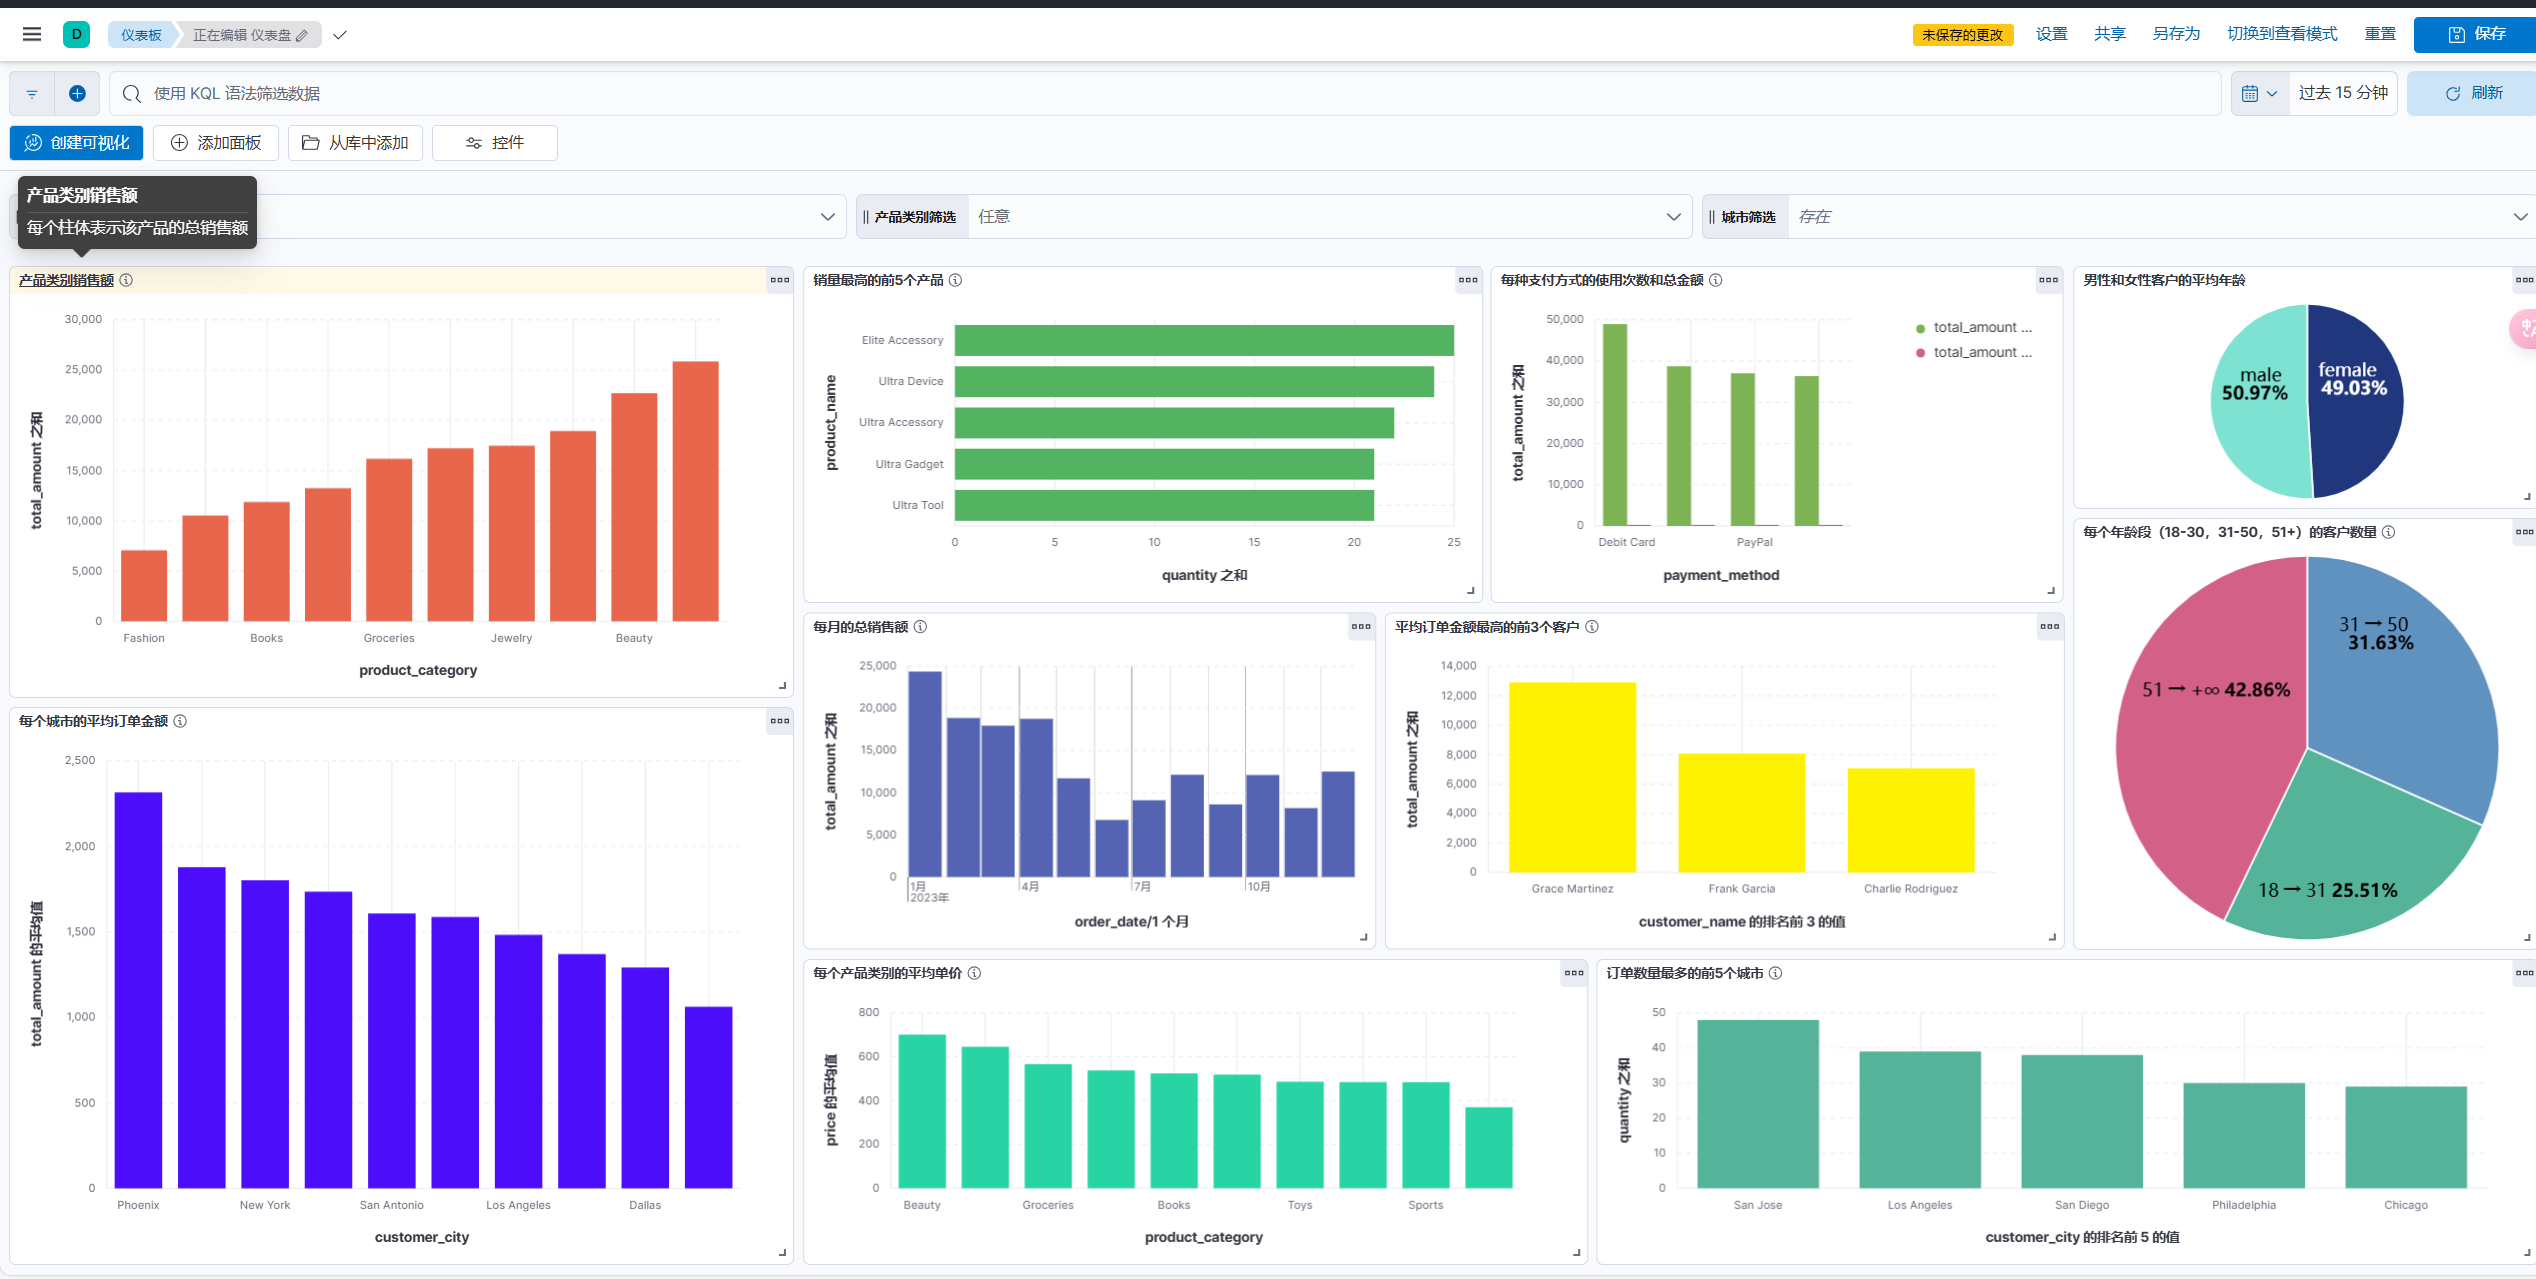 D
仪表板
正在编辑 仪表盘
未保存的更改
设置
共享
另存为
切换到查看模式
重置
保存
使用 KQL 语法筛选数据
过去 15 分钟
刷新
创建可视化
添加面板
从库中添加
控件
产品类别销售额
每个柱体表示该产品的总销售额
产品类别筛选
任意
城市筛选
存在
产品类别销售额
30,000
25,000
20,000
15,000
10,000
5,000
0
total_amount 之和
Fashion
Books
Groceries
Jewelry
Beauty
product_category
销量最高的前5个产品
product_name
Elite Accessory
Ultra Device
Ultra Accessory
Ultra Gadget
Ultra Tool
0
5
10
15
20
25
quantity 之和
每种支付方式的使用次数和总金额
50,000
40,000
30,000
20,000
10,000
0
total_amount 之和
Debit Card
PayPal
payment_method
total_amount ...
total_amount ...
男性和女性客户的平均年龄
male
50.97%
female
49.03%
每个年龄段（18-30，31-50，51+）的客户数量
31 → 50
31.63%
51 → +∞ 42.86%
18 → 31 25.51%
每月的总销售额
25,000
20,000
15,000
10,000
5,000
0
total_amount 之和
1月
2023年
4月
7月
10月
order_date/1 个月
平均订单金额最高的前3个客户
14,000
12,000
10,000
8,000
6,000
4,000
2,000
0
total_amount 之和
Grace Martinez
Frank Garcia
Charlie Rodriguez
customer_name 的排名前 3 的值
每个城市的平均订单金额
2,500
2,000
1,500
1,000
500
0
total_amount 的平均值
Phoenix
New York
San Antonio
Los Angeles
Dallas
customer_city
每个产品类别的平均单价
800
600
400
200
0
price 的平均值
Beauty
Groceries
Books
Toys
Sports
product_category
订单数量最多的前5个城市
50
40
30
20
10
0
quantity 之和
San Jose
Los Angeles
San Diego
Philadelphia
Chicago
customer_city 的排名前 5 的值